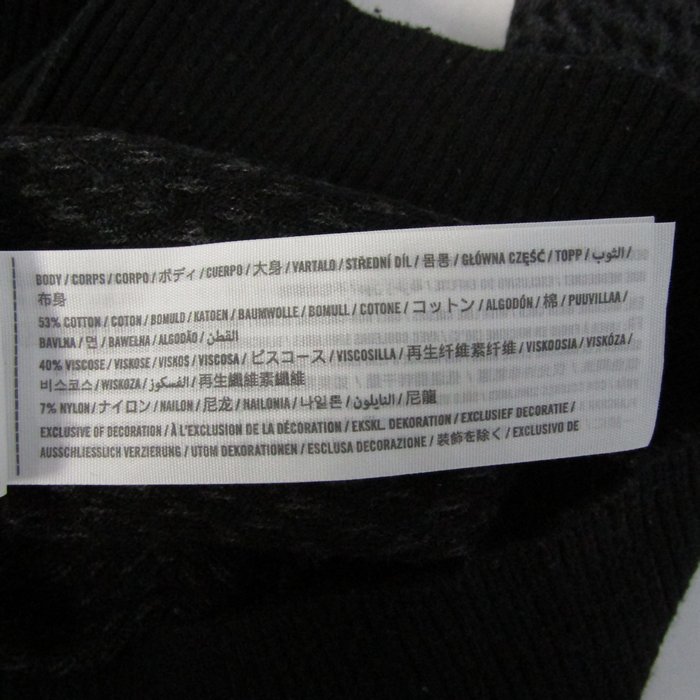 BODY / CORPS / CORPO / ボディ / CUERPO / 大身 / VARTALO / STŘEDNÍ DÍL / 몸통 / GŁÓWNA CZĘŚĆ / TOPP / الثوب /
布身
53% COTTON / COTON / BOMULD / KATOEN / BAUMWOLLE / BOMULL / COTONE / コットン / ALGODÓN / 棉 / PUUVILLAA /
BAVLNA / 면 / BAWEŁNA / ALGODÃO / القطن
40% VISCOSE / VISKOSE / VISKOS / VISCOSA / ビスコース / VISCOSILLA / 再生纤维素纤维 / VISKOOSIA / VISKÓZA /
비스코스 / WISKOZA / الفسكوز / 再生纖維素纖維
7% NYLON / ナイロン / NAILON / 尼龙 / NAILONIA / 나일론 / النايلون / 尼龍
EXCLUSIVE OF DECORATION / À L'EXCLUSION DE LA DÉCORATION / EKSKL. DEKORATION / EXCLUSIEF DECORATIE /
AUSSCHLIESSLICH VERZIERUNG / UTOM DEKORATIONEN / ESCLUSA DECORAZIONE / 装飾を除く / EXCLUSIVO DE